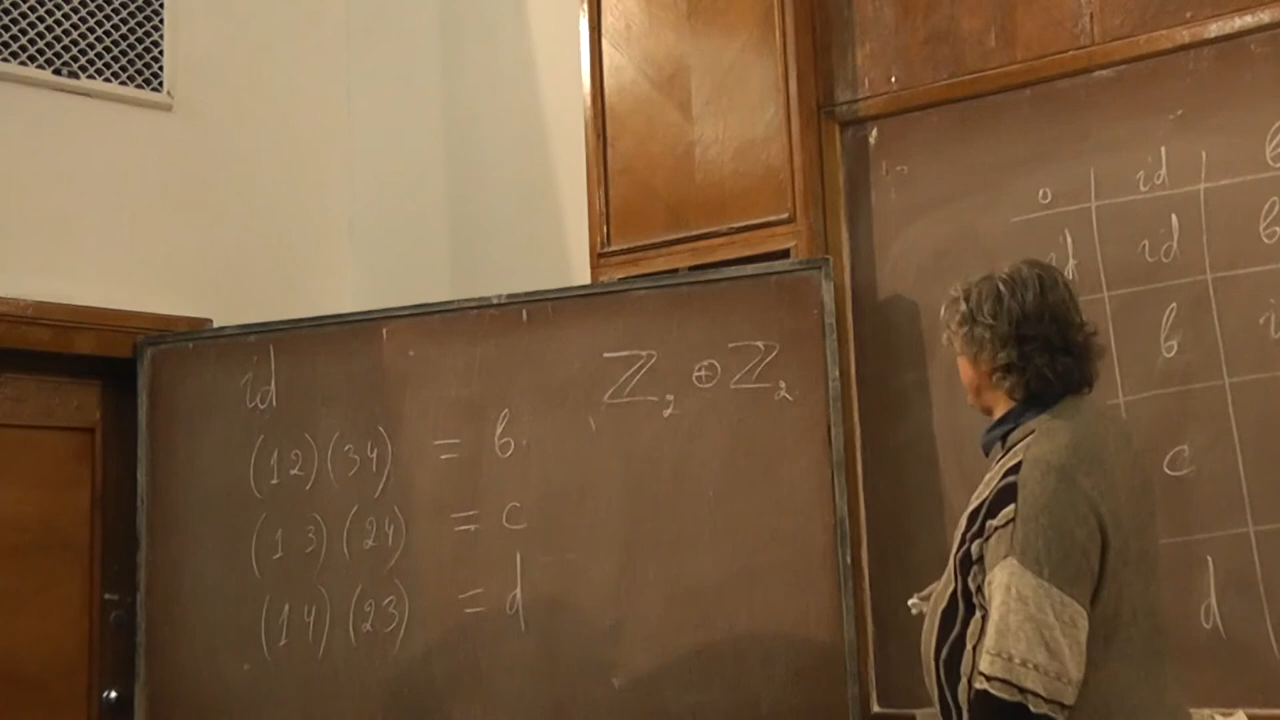 id
(12)(34) = b
(13)(24) = c
(14)(23) = d
ℤ₂ ⊕ ℤ₂
∘ id
id id b
b
c
d